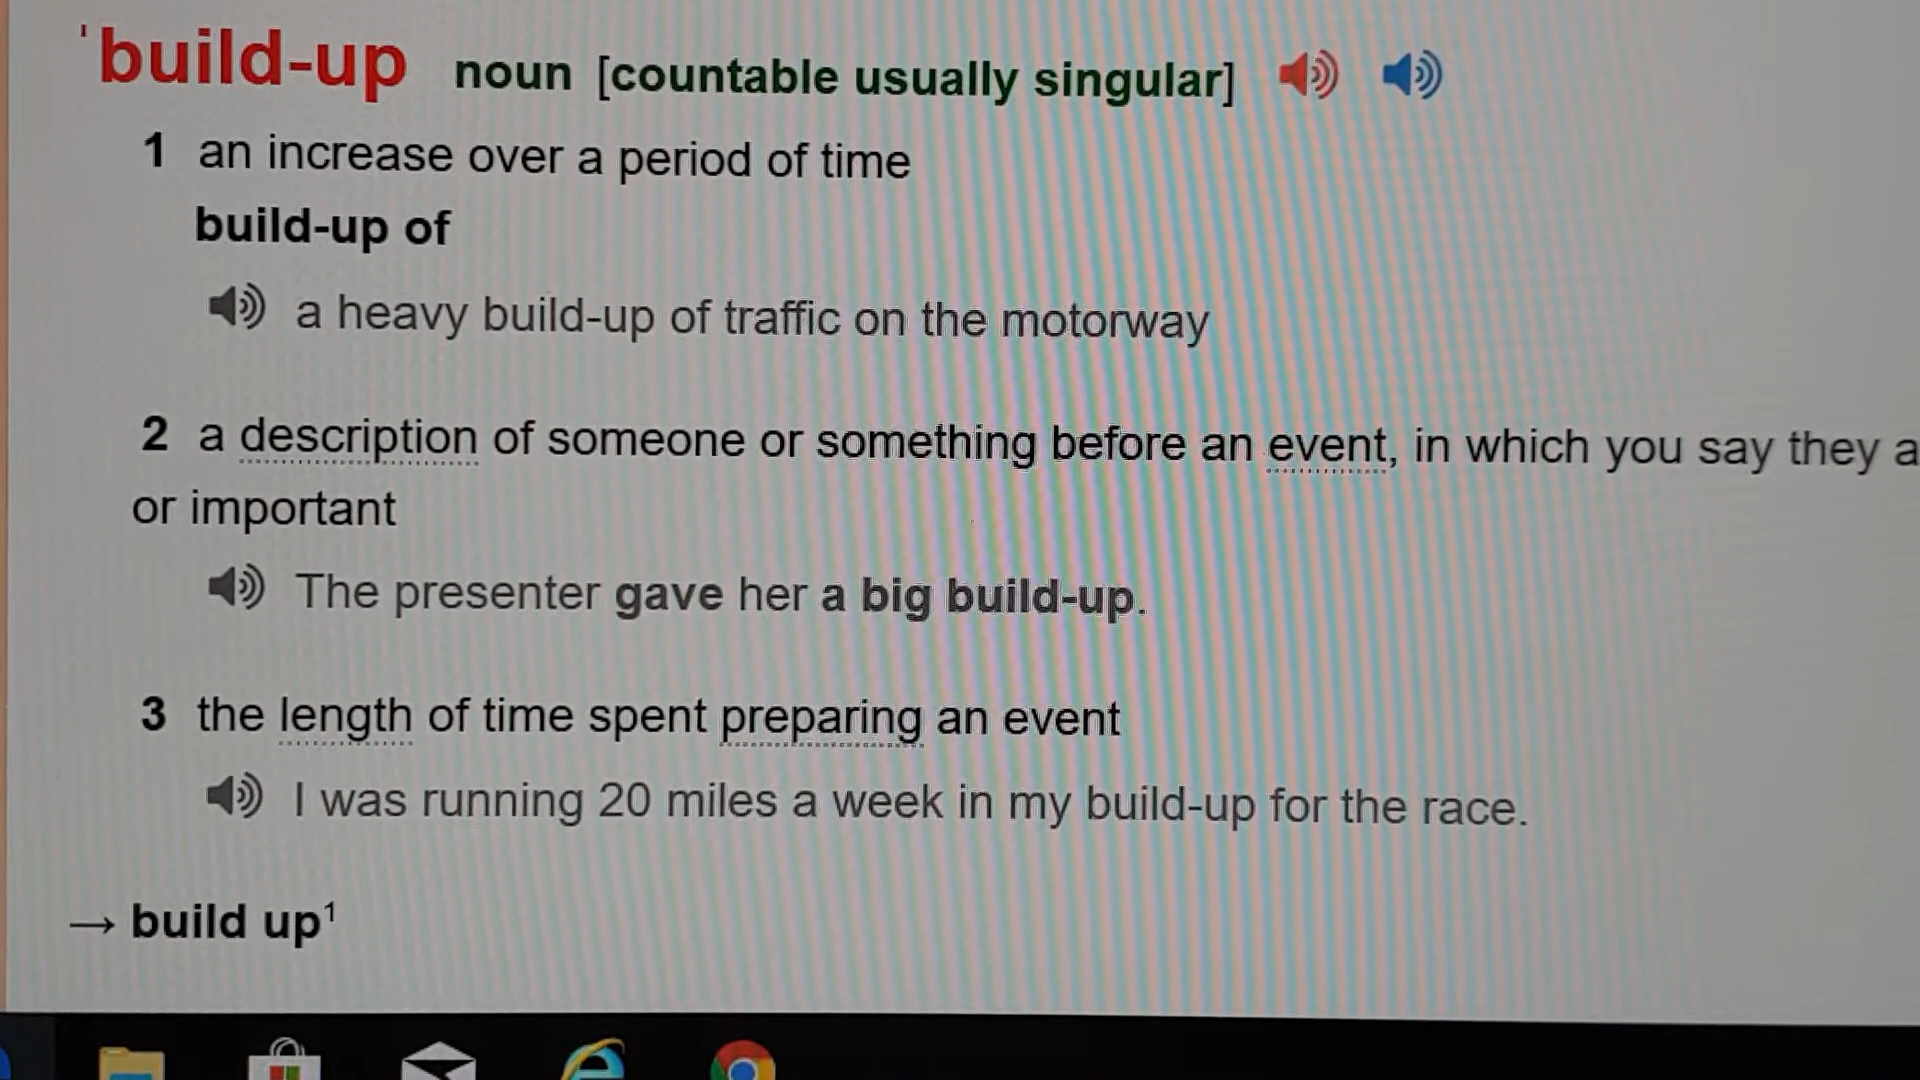 ˈbuild-up noun [countable usually singular]
1 an increase over a period of time
build-up of
a heavy build-up of traffic on the motorway
2 a description of someone or something before an event, in which you say they a
or important
The presenter gave her a big build-up.
3 the length of time spent preparing an event
I was running 20 miles a week in my build-up for the race.
→ build up¹